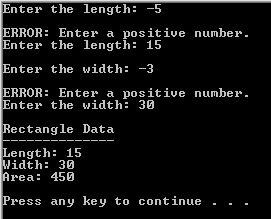 Enter the length: -5
ERROR: Enter a positive number.
Enter the length: 15
Enter the width: -3
ERROR: Enter a positive number.
Enter the width: 30
Rectangle Data
--------------
Length: 15
Width: 30
Area: 450
Press any key to continue . . .